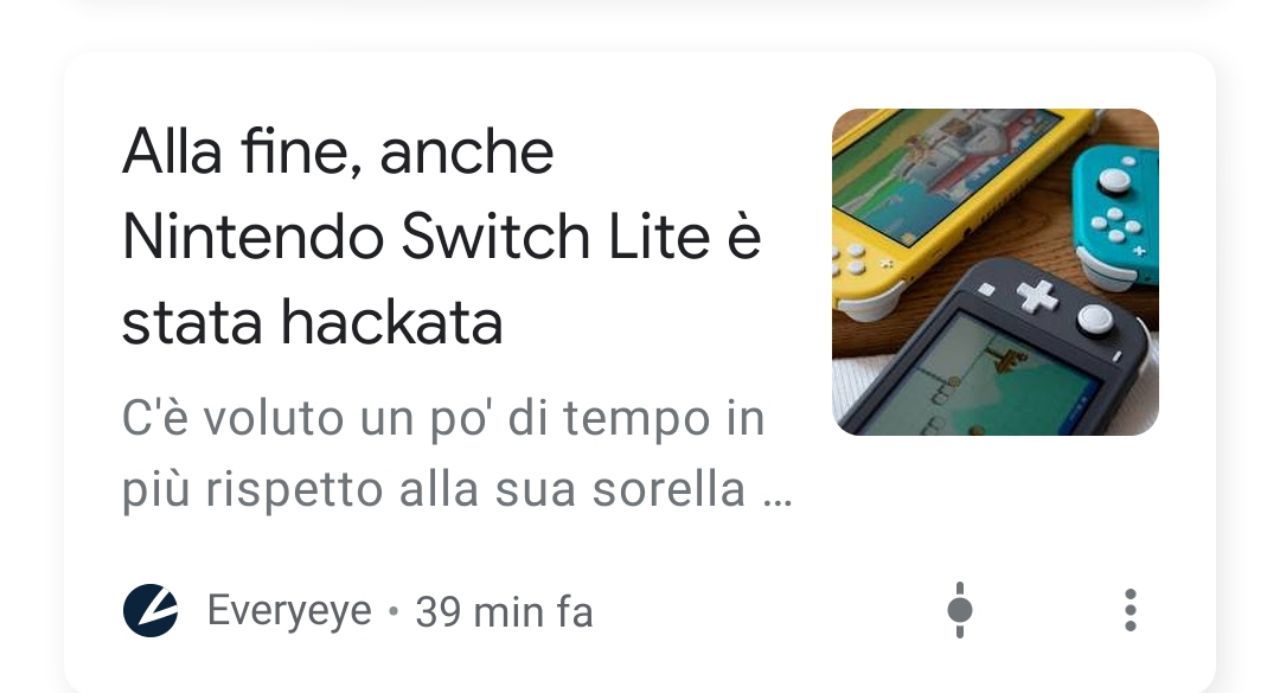 Alla fine, anche
Nintendo Switch Lite è
stata hackata
C'è voluto un po' di tempo in
più rispetto alla sua sorella ...
Everyeye • 39 min fa